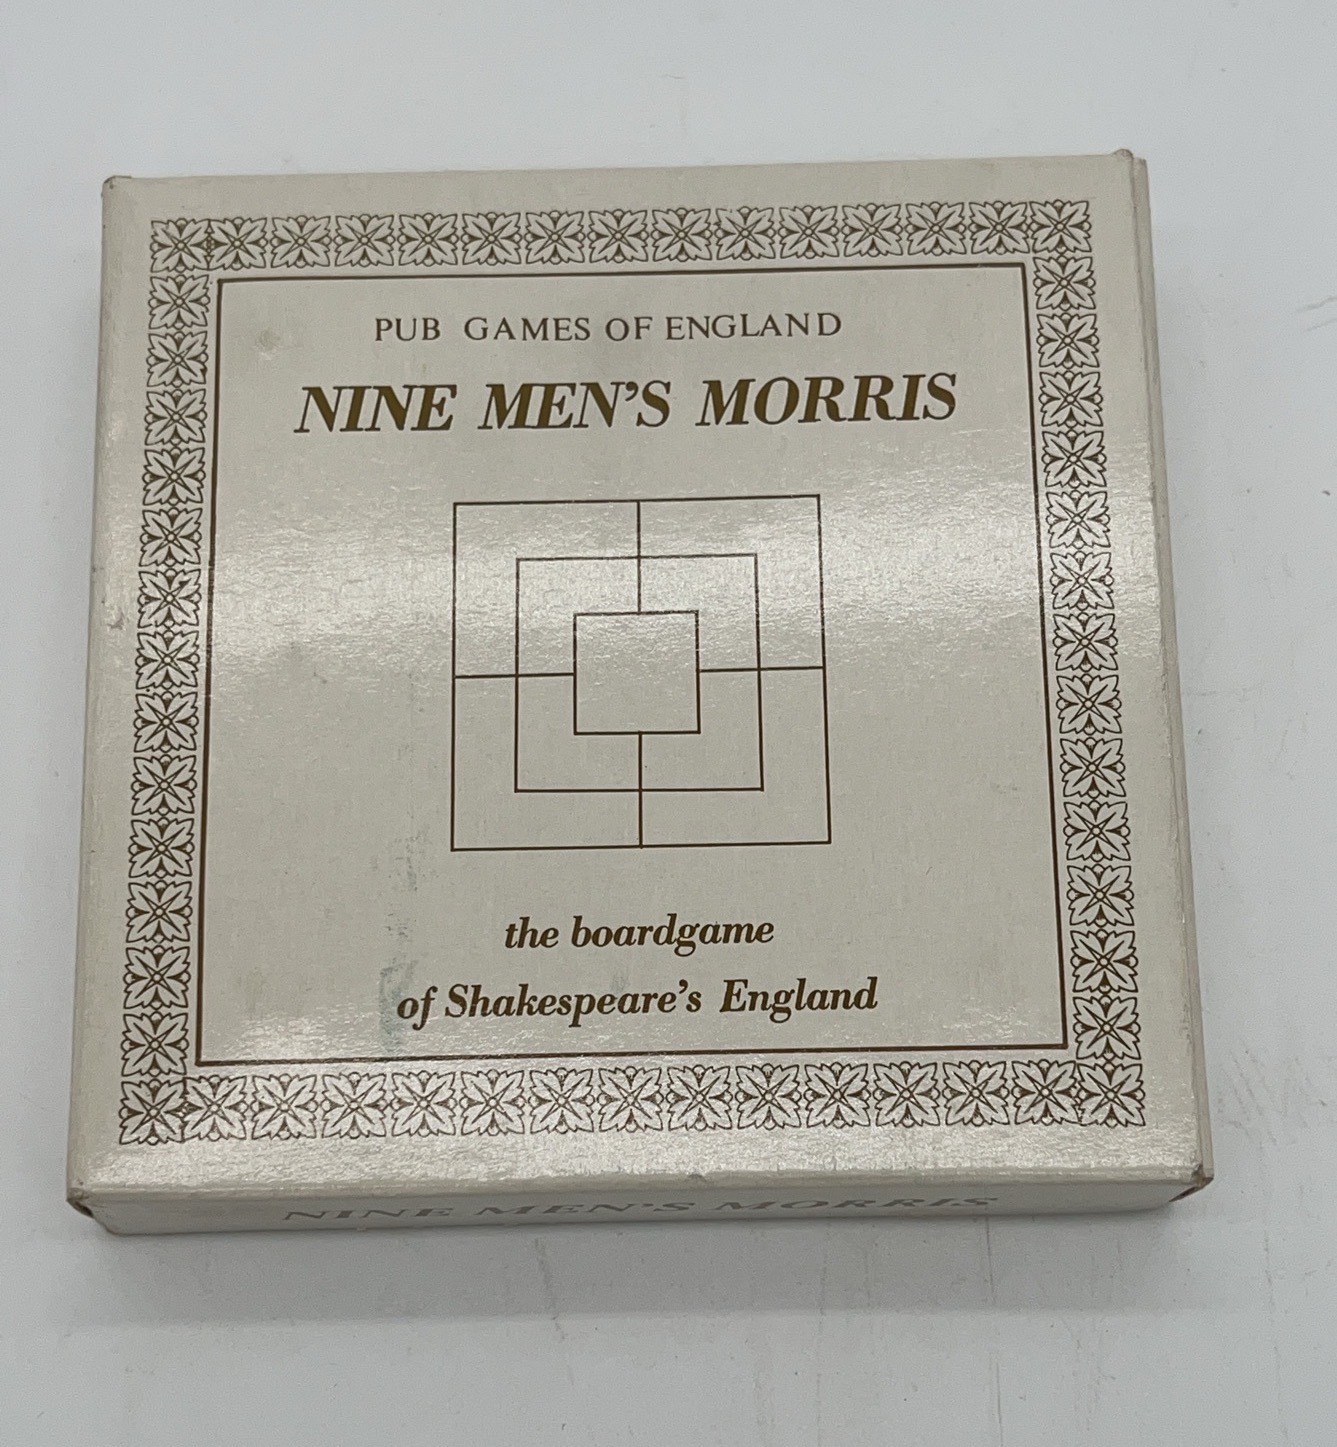 PUB GAMES OF ENGLAND
NINE MEN'S MORRIS
the boardgame
of Shakespeare's England
NINE MEN'S MORRIS